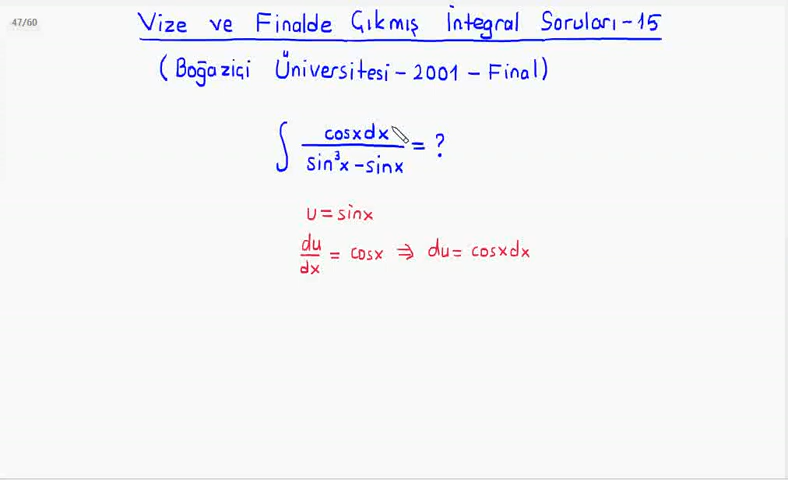 47/60
Vize ve Finalde Çıkmış İntegral Soruları-15
(Boğaziçi Üniversitesi-2001-Final)
∫ cosxdx / sin³x-sinx = ?
u=sinx
du/dx = cosx ⇒ du= cosxdx